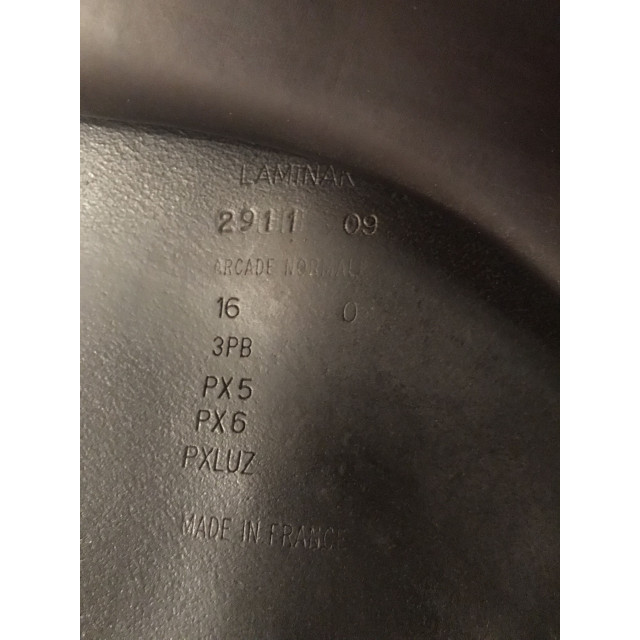 LAMINAK
2911 09
ARCADE NORMAL
16 0
3PB
PX5
PX6
PXLUZ
MADE IN FRANCE